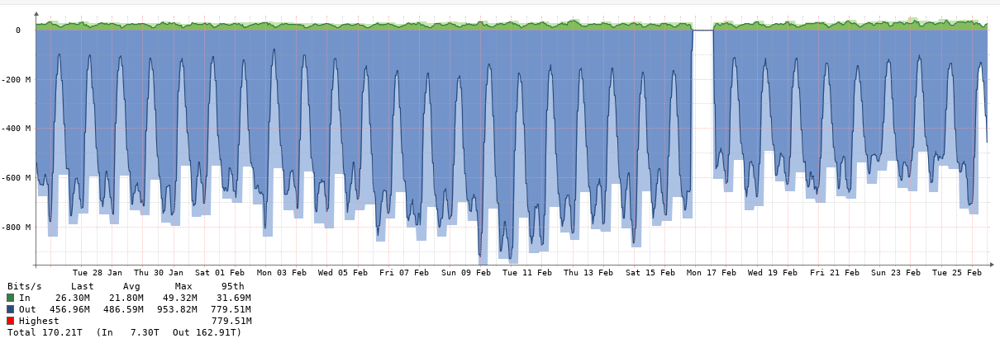 0
-200 M
-400 M
-600 M
-800 M
Tue 28 Jan Thu 30 Jan Sat 01 Feb Mon 03 Feb Wed 05 Feb Fri 07 Feb Sun 09 Feb Tue 11 Feb Thu 13 Feb Sat 15 Feb Mon 17 Feb Wed 19 Feb Fri 21 Feb Sun 23 Feb Tue 25 Feb
Bits/s Last Avg Max 95th
In 26.30M 21.80M 49.32M 31.69M
Out 456.96M 486.59M 953.82M 779.51M
Highest 779.51M
Total 170.21T (In 7.30T Out 162.91T)